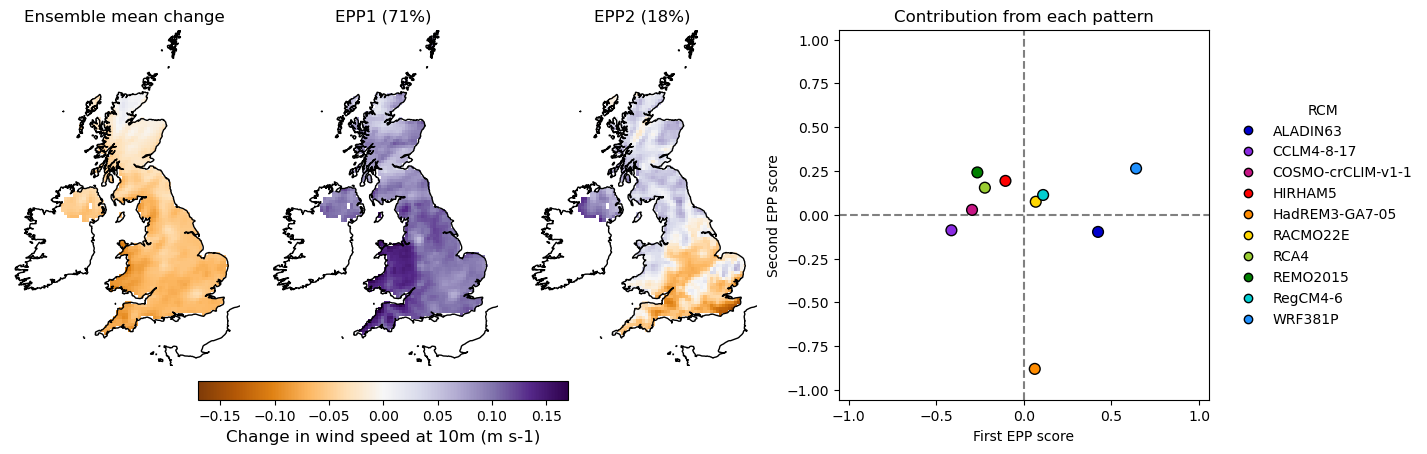 Ensemble mean change
EPP1 (71%)
EPP2 (18%)
Contribution from each pattern
1.00
0.75
0.50
0.25
0.00
−0.25
−0.50
−0.75
−1.00
Second EPP score
−1.0
−0.5
0.0
0.5
1.0
First EPP score
RCM
ALADIN63
CCLM4-8-17
COSMO-crCLIM-v1-1
HIRHAM5
HadREM3-GA7-05
RACMO22E
RCA4
REMO2015
RegCM4-6
WRF381P
−0.15
−0.10
−0.05
0.00
0.05
0.10
0.15
Change in wind speed at 10m (m s-1)